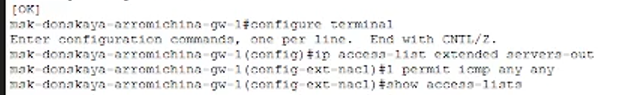 [OK]
msk-donskaya-arromichina-gw-1#configure terminal
Enter configuration commands, one per line.  End with CNTL/Z.
msk-donskaya-arromichina-gw-1(config)#ip access-list extended servers-out
msk-donskaya-arromichina-gw-1(config-ext-nacl)#1 permit icmp any any
msk-donskaya-arromichina-gw-1(config-ext-nacl)#show access-lists